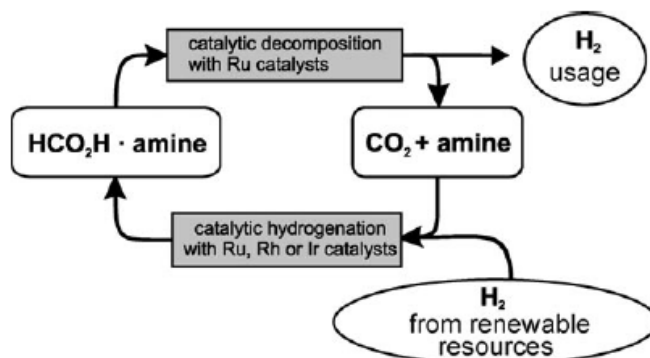 catalytic decomposition
with Ru catalysts
H₂
usage
HCO₂H · amine
CO₂ + amine
catalytic hydrogenation
with Ru, Rh or Ir catalysts
H₂
from renewable
resources